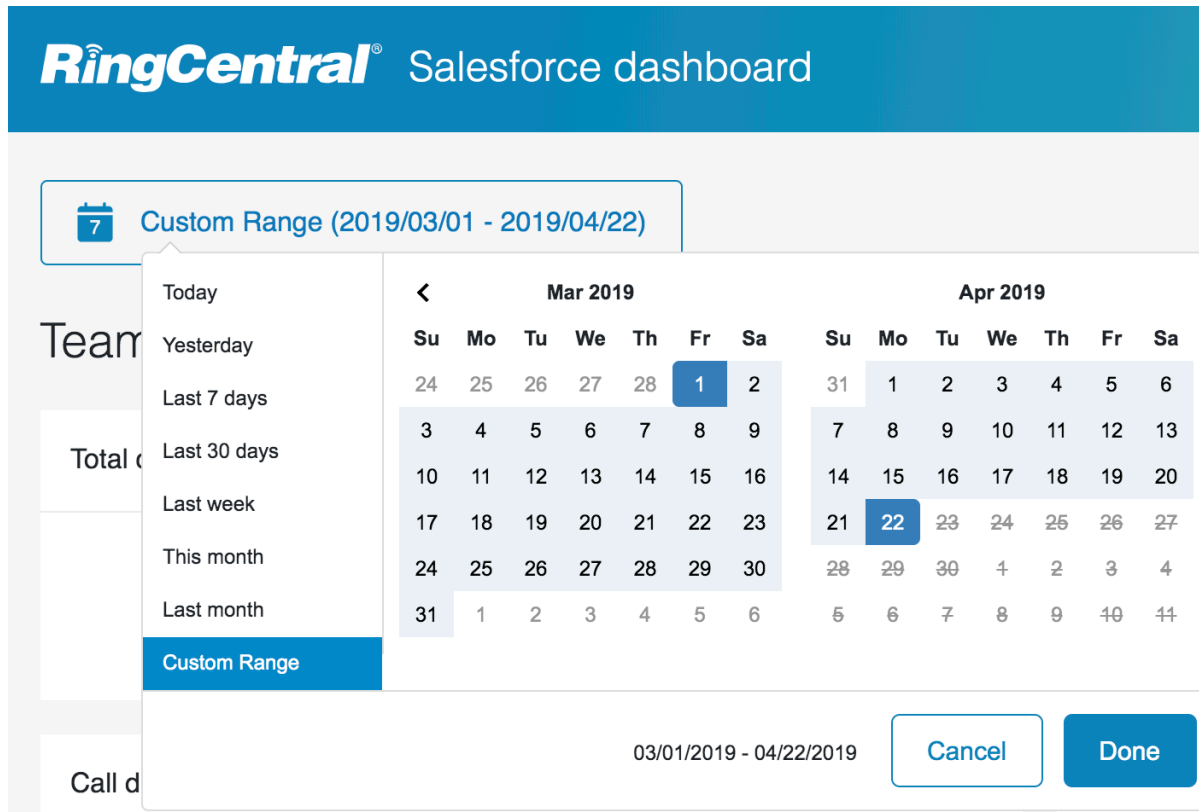 RingCentral® Salesforce dashboard
7 Custom Range (2019/03/01 - 2019/04/22)
Team
Total
Call d
Today
Yesterday
Last 7 days
Last 30 days
Last week
This month
Last month
Custom Range
Mar 2019
Su Mo Tu We Th Fr Sa
24 25 26 27 28 1 2
3 4 5 6 7 8 9
10 11 12 13 14 15 16
17 18 19 20 21 22 23
24 25 26 27 28 29 30
31 1 2 3 4 5 6
Apr 2019
Su Mo Tu We Th Fr Sa
31 1 2 3 4 5 6
7 8 9 10 11 12 13
14 15 16 17 18 19 20
21 22 23 24 25 26 27
28 29 30 1 2 3 4
5 6 7 8 9 10 11
03/01/2019 - 04/22/2019
Cancel
Done